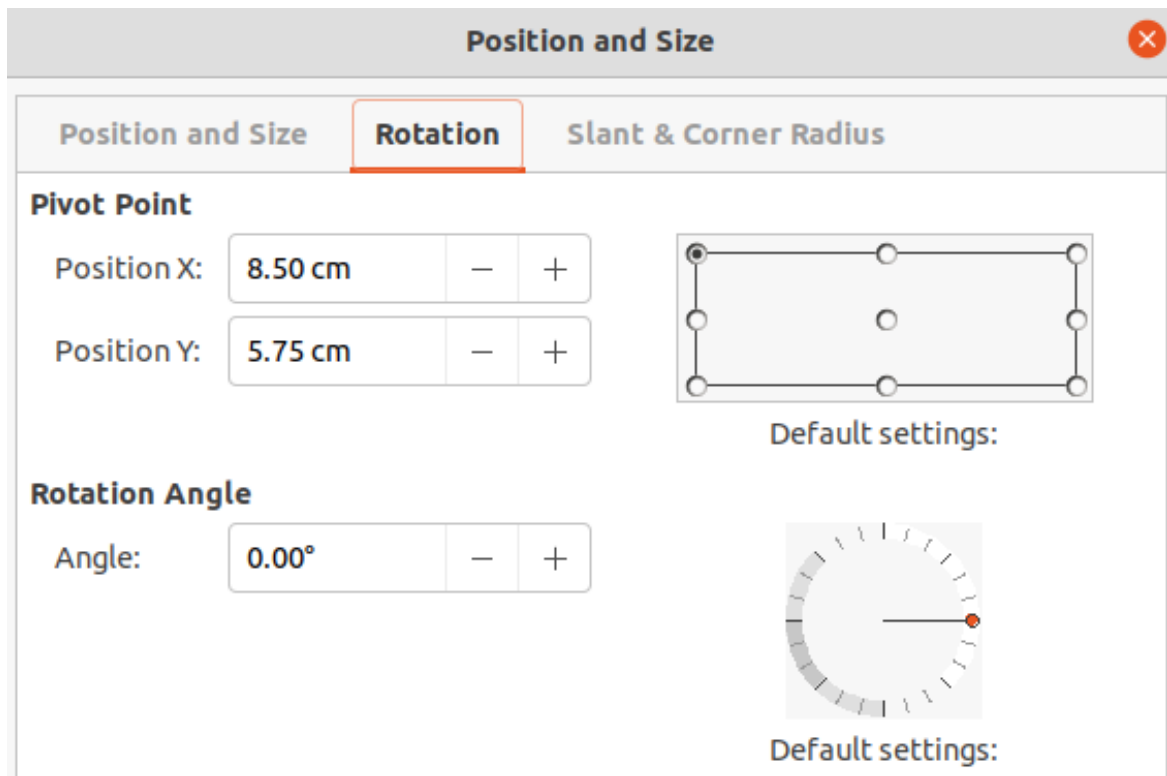 Position and Size
Position and Size Rotation Slant & Corner Radius
Pivot Point
Position X: 8.50 cm
Position Y: 5.75 cm
Default settings:
Rotation Angle
Angle: 0.00°
Default settings: